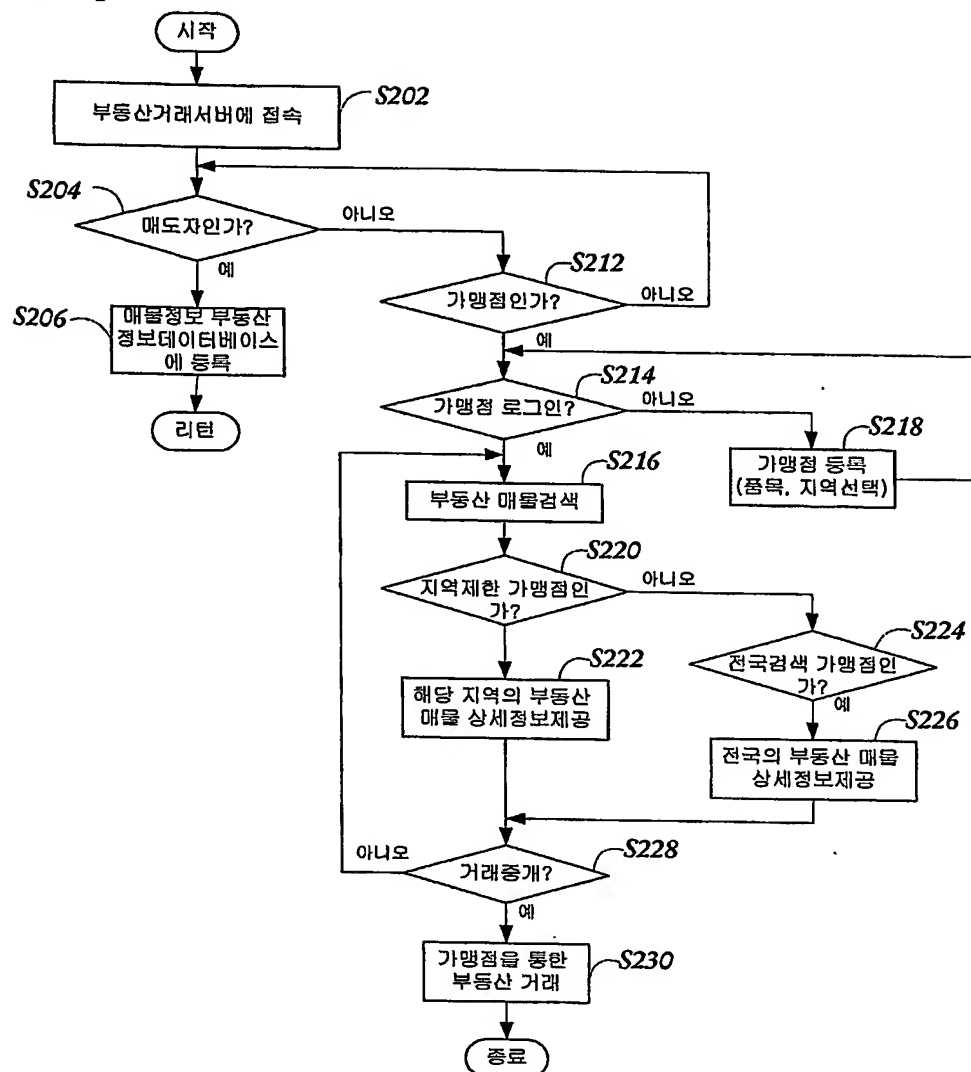 시작
부동산거래서버에 접속
S202
S204
매도자인가?
아니오
예
S206
매물정보 부동산
정보데이터베이스
에 등록
리턴
S212
가맹점인가?
아니오
예
S214
가맹점 로그인?
아니오
예
S218
가맹점 등록
(품목, 지역선택)
S216
부동산 매물검색
S220
지역제한 가맹점인
가?
아니오
S224
전국검색 가맹점인
가?
예
S222
해당 지역의 부동산
매물 상세정보제공
S226
전국의 부동산 매물
상세정보제공
S228
거래중개?
아니오
예
S230
가맹점을 통한
부동산 거래
종료